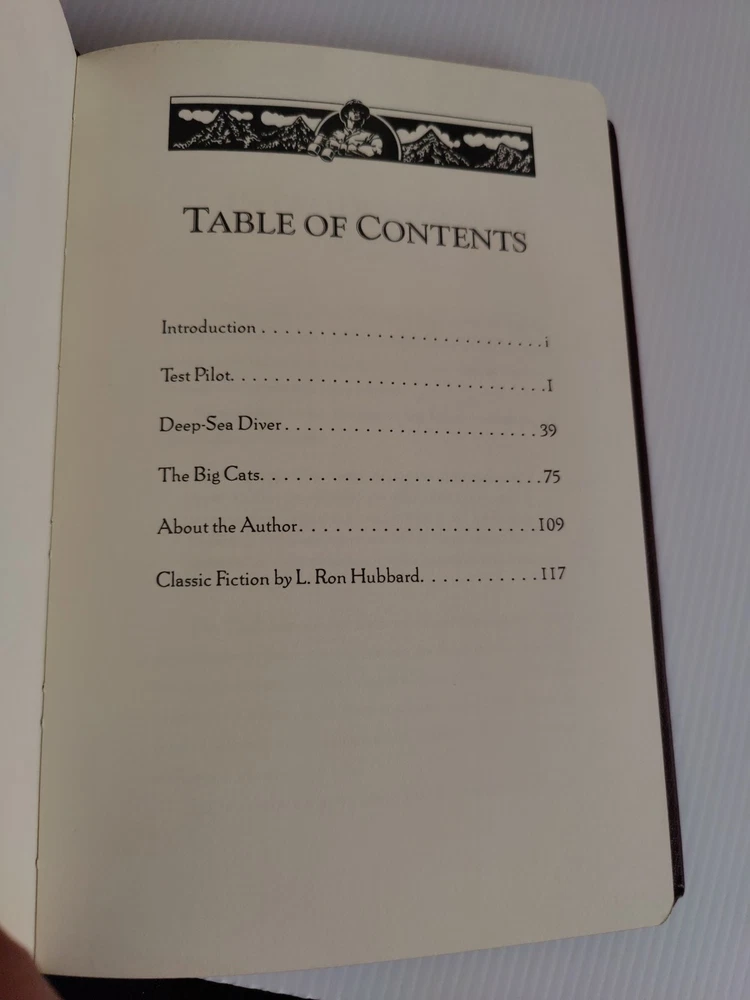 TABLE OF CONTENTS
Introduction . . . . . . . . . . . . . . . . . . . . . . . . . . . i
Test Pilot. . . . . . . . . . . . . . . . . . . . . . . . . . . . . 1
Deep-Sea Diver . . . . . . . . . . . . . . . . . . . . . . . . 39
The Big Cats. . . . . . . . . . . . . . . . . . . . . . . . . . 75
About the Author. . . . . . . . . . . . . . . . . . . . . . 109
Classic Fiction by L. Ron Hubbard. . . . . . . . . . . 117